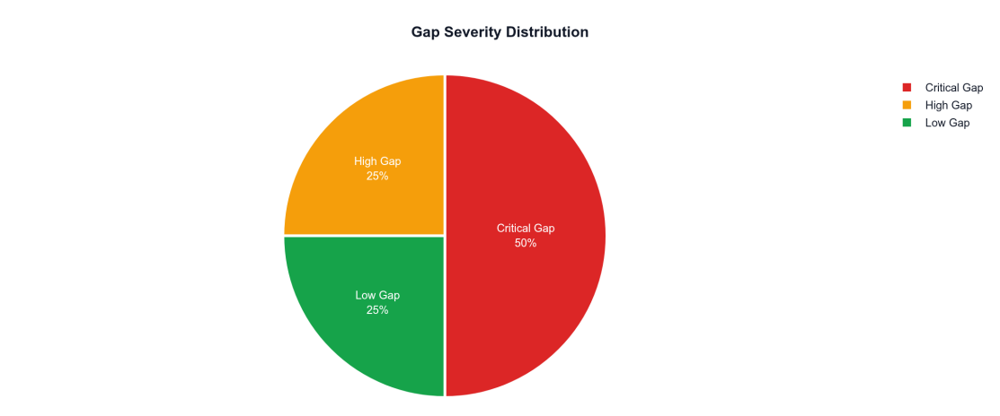 Gap Severity Distribution
Critical Gap
High Gap
Low Gap
High Gap
25%
Critical Gap
50%
Low Gap
25%